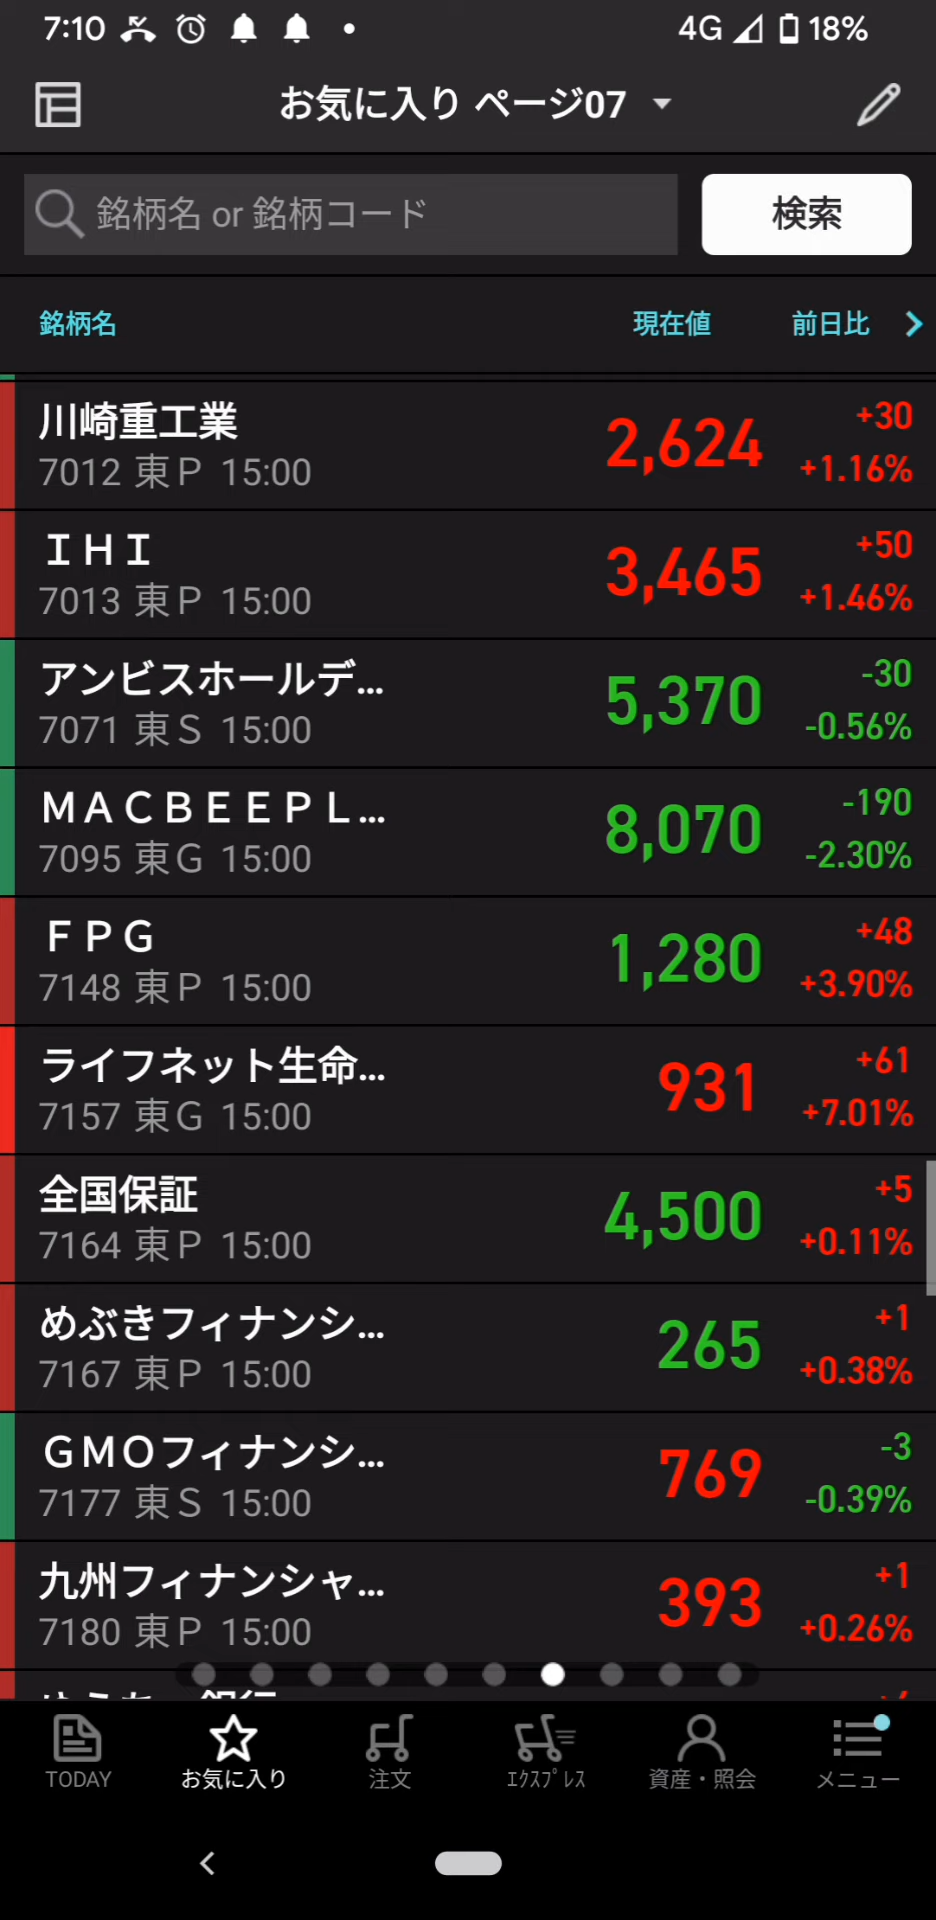 7:10 4G 18%
お気に入り ページ07
銘柄名 or 銘柄コード 検索
銘柄名 現在値 前日比
川崎重工業 2,624 +30
7012 東Ｐ 15:00 +1.16%
ＩＨＩ 3,465 +50
7013 東Ｐ 15:00 +1.46%
アンビスホールデ... 5,370 -30
7071 東Ｓ 15:00 -0.56%
ＭＡＣＢＥＥＰＬ... 8,070 -190
7095 東Ｇ 15:00 -2.30%
ＦＰＧ 1,280 +48
7148 東Ｐ 15:00 +3.90%
ライフネット生命... 931 +61
7157 東Ｇ 15:00 +7.01%
全国保証 4,500 +5
7164 東Ｐ 15:00 +0.11%
めぶきフィナンシ... 265 +1
7167 東Ｐ 15:00 +0.38%
ＧＭＯフィナンシ... 769 -3
7177 東Ｓ 15:00 -0.39%
九州フィナンシャ... 393 +1
7180 東Ｐ 15:00 +0.26%
TODAY お気に入り 注文 ｴｸｽﾌﾟﾚｽ 資産・照会 メニュー